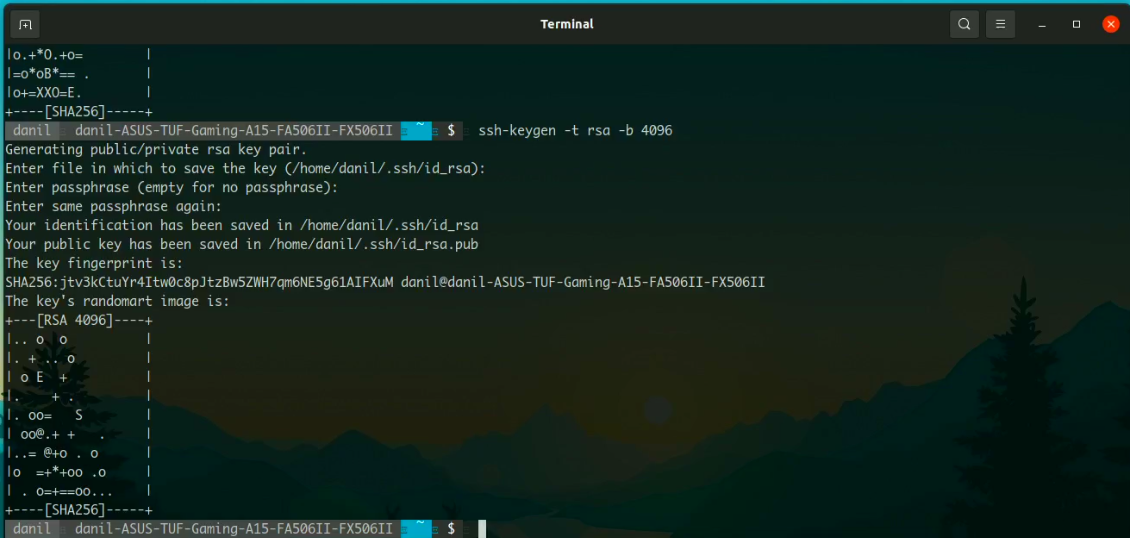 Terminal
|o.+*O.+o=        |
|=o*oB*== .       |
|o+=XXO=E.        |
+----[SHA256]-----+
danil danil-ASUS-TUF-Gaming-A15-FA506II-FX506II ~ $ ssh-keygen -t rsa -b 4096
Generating public/private rsa key pair.
Enter file in which to save the key (/home/danil/.ssh/id_rsa):
Enter passphrase (empty for no passphrase):
Enter same passphrase again:
Your identification has been saved in /home/danil/.ssh/id_rsa
Your public key has been saved in /home/danil/.ssh/id_rsa.pub
The key fingerprint is:
SHA256:jtv3kCtuYr4Itw0c8pJtzBw5ZWH7qm6NE5g61AIFXuM danil@danil-ASUS-TUF-Gaming-A15-FA506II-FX506II
The key's randomart image is:
+---[RSA 4096]----+
|.. o  o          |
|. + .. o         |
| o E  +          |
|.    + .         |
|. oo=   S        |
| oo@.+ +   .     |
|..= @+o . o      |
|o  =+*+oo .o     |
| . o=+==oo...    |
+----[SHA256]-----+
danil danil-ASUS-TUF-Gaming-A15-FA506II-FX506II ~ $